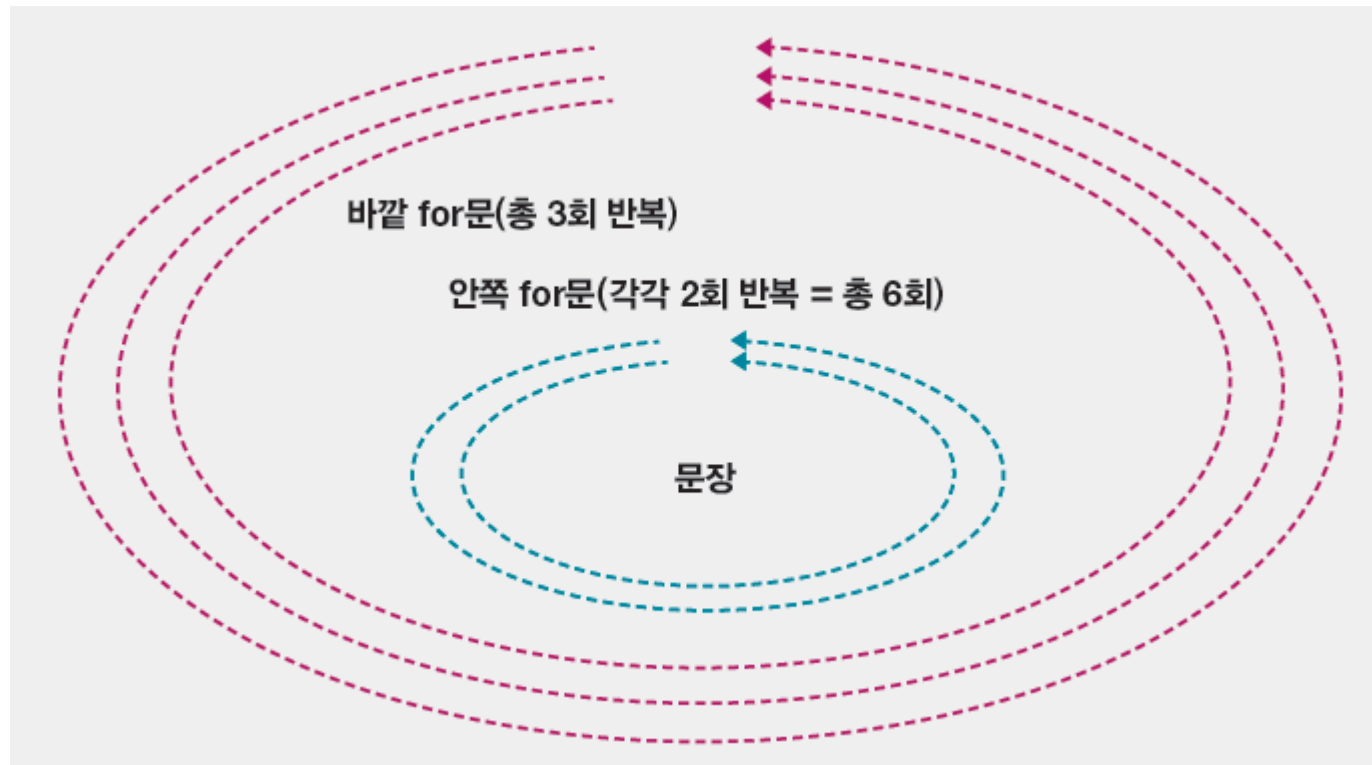 바깥 for문(총 3회 반복)
안쪽 for문(각각 2회 반복 = 총 6회)
문장